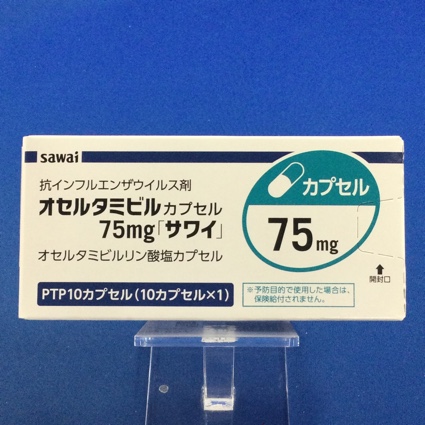 sawai
抗インフルエンザウイルス剤
オセルタミビルカプセル
75mg「サワイ」
オセルタミビルリン酸塩カプセル
PTP10カプセル(10カプセル×1)
カプセル
75mg
※予防目的で使用した場合は、
保険給付されません。
開封口